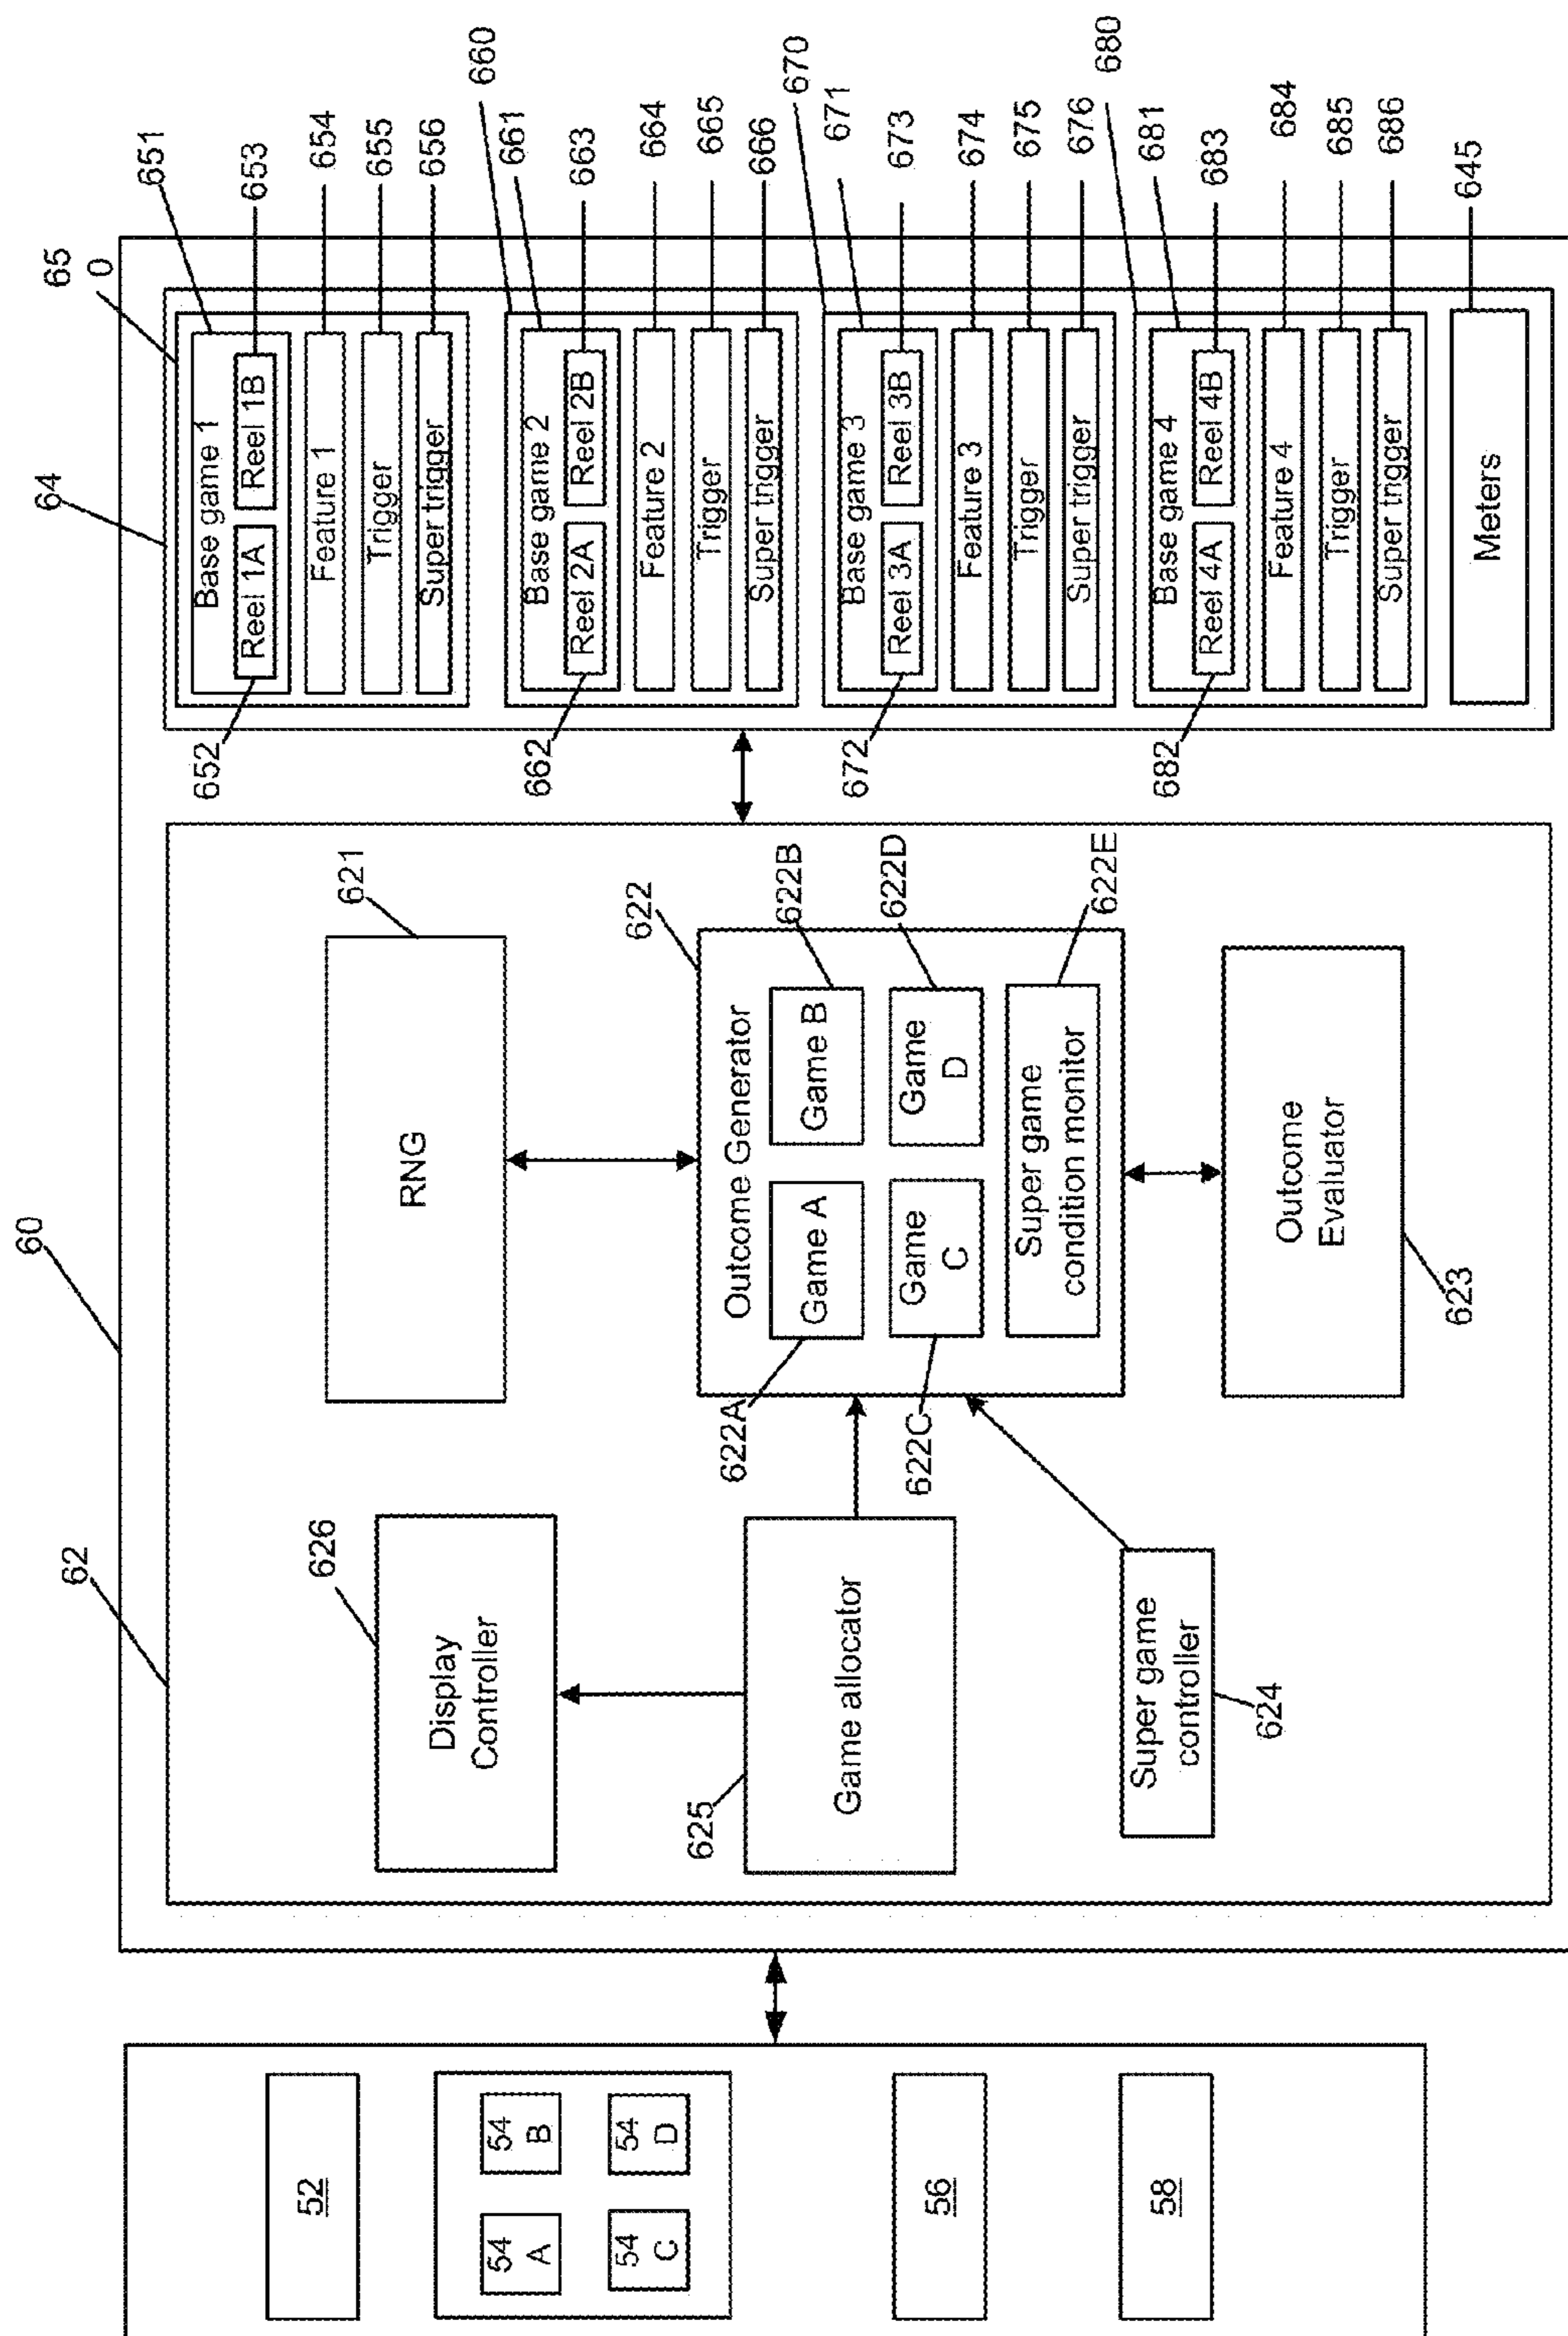 60
62
64
65
0
651
653
654
655
656
660
661
663
664
665
666
670
671
673
674
675
676
680
681
683
684
685
686
645
652
662
672
682
Base game 1
Reel 1A
Reel 1B
Feature 1
Trigger
Super trigger
Base game 2
Reel 2A
Reel 2B
Feature 2
Trigger
Super trigger
Base game 3
Reel 3A
Reel 3B
Feature 3
Trigger
Super trigger
Base game 4
Reel 4A
Reel 4B
Feature 4
Trigger
Super trigger
Meters
626
Display
Controller
621
RNG
625
Game allocator
622
Outcome Generator
622A
Game A
622B
Game B
622C
Game
C
622D
Game
D
622E
Super game
condition monitor
Super game
controller
624
Outcome
Evaluator
623
52
54
A
54
B
54
C
54
D
56
58